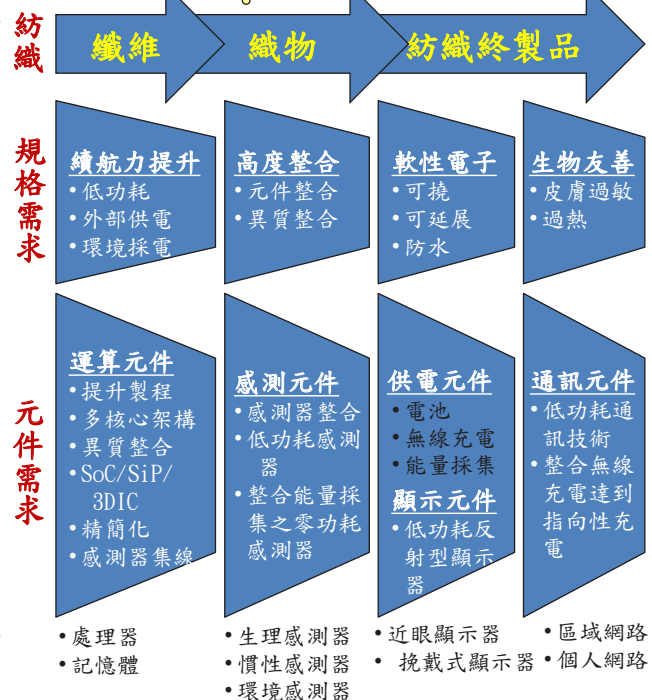 紡織
纖維
織物
紡織終製品
規格需求
續航力提升
•低功耗
•外部供電
•環境採電
高度整合
•元件整合
•異質整合
軟性電子
•可撓
•可延展
•防水
生物友善
•皮膚過敏
•過熱
元件需求
運算元件
•提升製程
•多核心架構
•異質整合
•SoC/SiP/
3DIC
•精簡化
•感測器集線
感測元件
•感測器整合
•低功耗感測
器
•整合能量採
集之零功耗
感測器
供電元件
•電池
•無線充電
•能量採集
顯示元件
•低功耗反
射型顯示
器
通訊元件
•低功耗通
訊技術
•整合無線
充電達到
指向性充
電
•處理器
•記憶體
•生理感測器
•慣性感測器
•環境感測器
•近眼顯示器
• 挽戴式顯示器
•區域網路
•個人網路